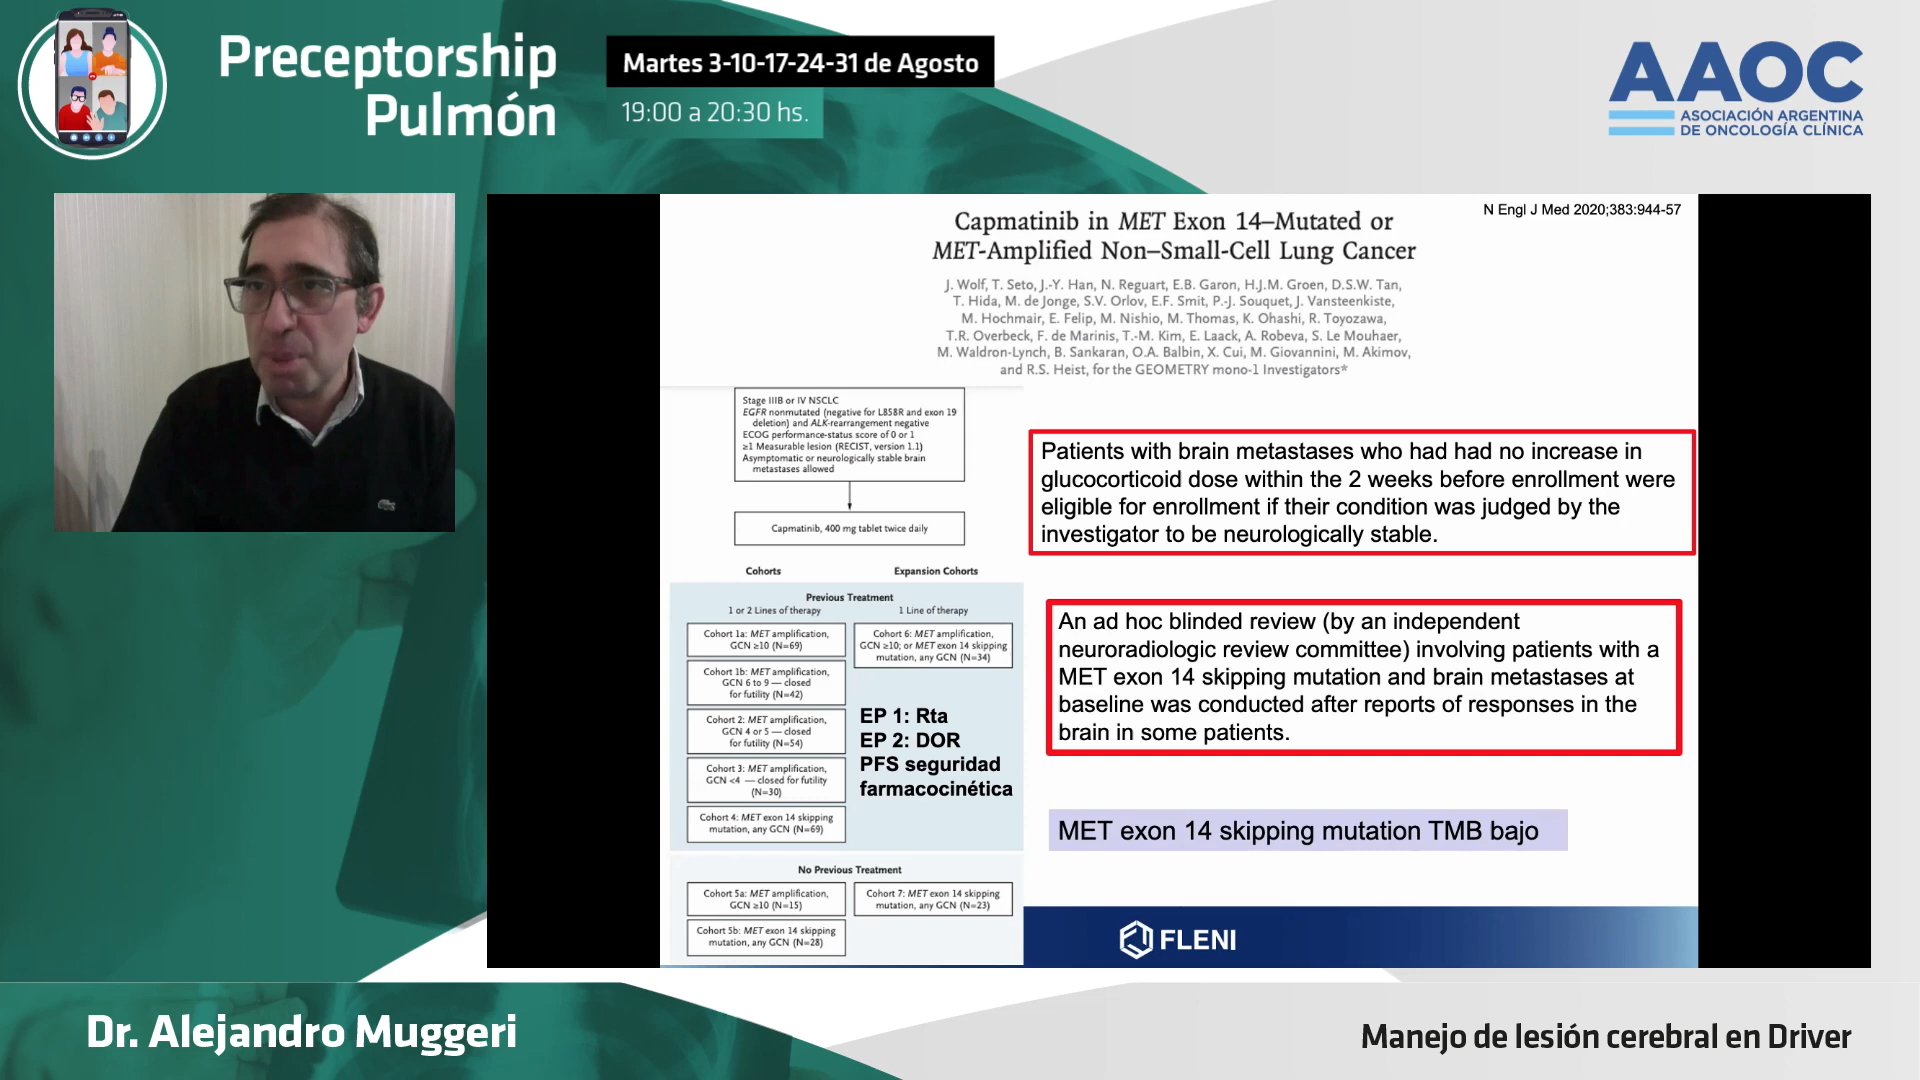 Preceptorship
Pulmón
Martes 3-10-17-24-31 de Agosto
19:00 a 20:30 hs.
AAOC
ASOCIACIÓN ARGENTINA
DE ONCOLOGÍA CLÍNICA
N Engl J Med 2020;383:944-57
Capmatinib in MET Exon 14–Mutated or
MET-Amplified Non–Small-Cell Lung Cancer
J. Wolf, T. Seto, J.-Y. Han, N. Reguart, E.B. Garon, H.J.M. Groen, D.S.W. Tan,
T. Hida, M. de Jonge, S.V. Orlov, E.F. Smit, P.-J. Souquet, J. Vansteenkiste,
M. Hochmair, E. Felip, M. Nishio, M. Thomas, K. Ohashi, R. Toyozawa,
T.R. Overbeck, F. de Marinis, T.-M. Kim, E. Laack, A. Robeva, S. Le Mouhaer,
M. Waldron-Lynch, B. Sankaran, O.A. Balbin, X. Cui, M. Giovannini, M. Akimov,
and R.S. Heist, for the GEOMETRY mono-1 Investigators*
Stage IIIB or IV NSCLC
EGFR nonmutated (negative for L858R and exon 19
deletion) and ALK-rearrangement negative
ECOG performance-status score of 0 or 1
≥1 Measurable lesion (RECIST, version 1.1)
Asymptomatic or neurologically stable brain
metastases allowed
Capmatinib, 400 mg tablet twice daily
Cohorts
Expansion Cohorts
Previous Treatment
1 or 2 Lines of therapy
1 Line of therapy
Cohort 1a: MET amplification,
GCN ≥10 (N=69)
Cohort 6: MET amplification,
GCN ≥10; or MET exon 14 skipping
mutation, any GCN (N=34)
Cohort 1b: MET amplification,
GCN 6 to 9 — closed
for futility (N=42)
Cohort 2: MET amplification,
GCN 4 or 5 — closed
for futility (N=54)
Cohort 3: MET amplification,
GCN <4 — closed for futility
(N=30)
Cohort 4: MET exon 14 skipping
mutation, any GCN (N=69)
EP 1: Rta
EP 2: DOR
PFS seguridad
farmacocinética
No Previous Treatment
Cohort 5a: MET amplification,
GCN ≥10 (N=15)
Cohort 7: MET exon 14 skipping
mutation, any GCN (N=23)
Cohort 5b: MET exon 14 skipping
mutation, any GCN (N=28)
Patients with brain metastases who had had no increase in
glucocorticoid dose within the 2 weeks before enrollment were
eligible for enrollment if their condition was judged by the
investigator to be neurologically stable.
An ad hoc blinded review (by an independent
neuroradiologic review committee) involving patients with a
MET exon 14 skipping mutation and brain metastases at
baseline was conducted after reports of responses in the
brain in some patients.
MET exon 14 skipping mutation TMB bajo
FLENI
Dr. Alejandro Muggeri
Manejo de lesión cerebral en Driver